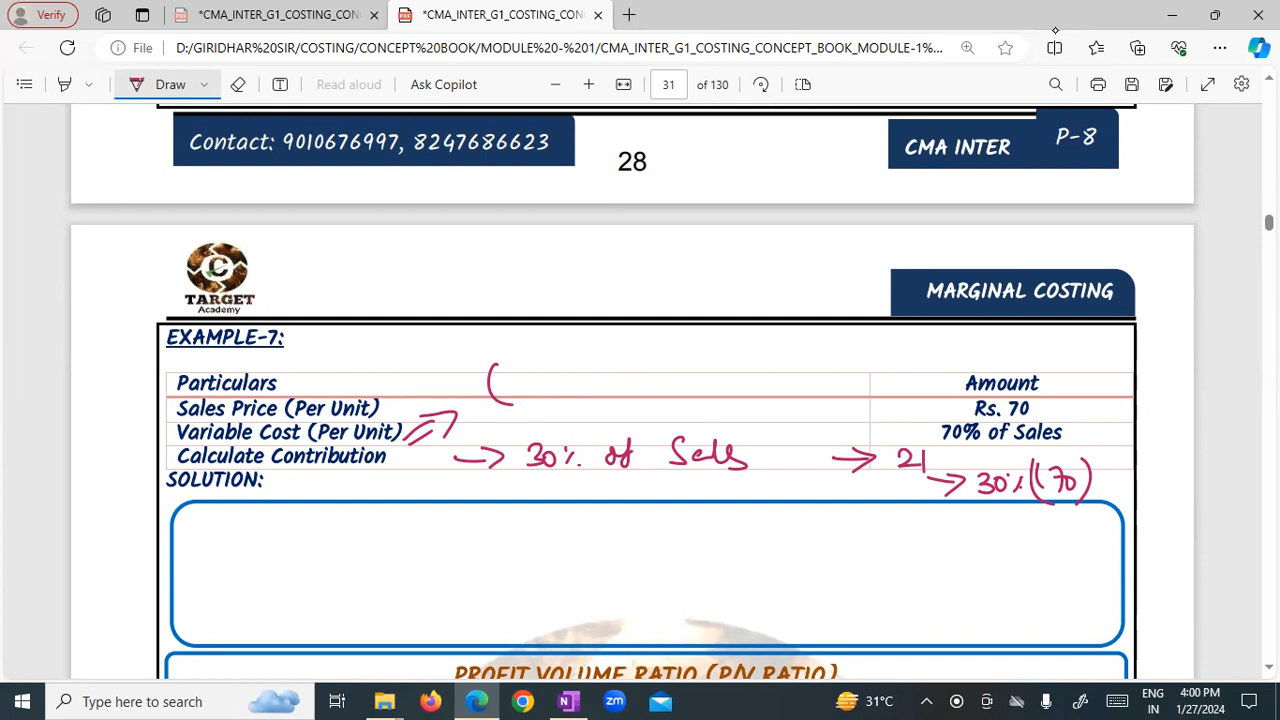 Verify
*CMA_INTER_G1_COSTING_CON
*CMA_INTER_G1_COSTING_CON
File
D:/GIRIDHAR%20SIR/COSTING/CONCEPT%20BOOK/MODULE%20-%201/CMA_INTER_G1_COSTING_CONCEPT_BOOK_MODULE-1%...
Draw
Read aloud
Ask Copilot
31 of 130
Contact: 9010676997, 8247686623
28
CMA INTER
P-8
TARGET
Academy
MARGINAL COSTING
EXAMPLE-7:
Particulars Amount
Sales Price (Per Unit) Rs. 70
Variable Cost (Per Unit) 70% of Sales
Calculate Contribution → 30% of Sales → 21
SOLUTION: → 30% (70)
PROFIT VOLUME RATIO (P/V RATIO)
Type here to search
31°C
ENG
IN
4:00 PM
1/27/2024